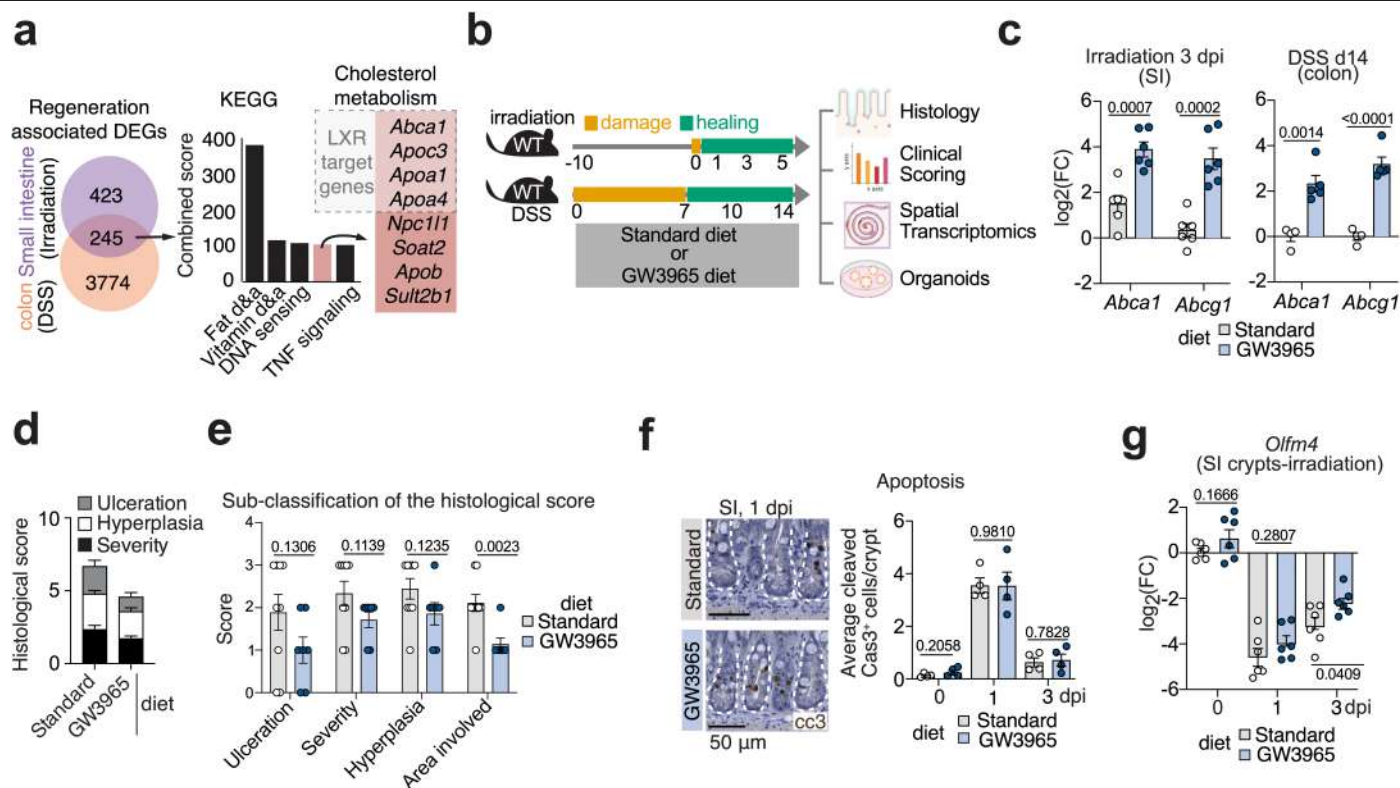 a
Regeneration
associated DEGs
colon Small intestine
(DSS) (Irradiation)
423
245
3774
KEGG
Combined score
400
300
200
100
0
Fat d&a
Vitamin d&a
DNA sensing
TNF signaling
Cholesterol
metabolism
LXR
target
genes
Abca1
Apoc3
Apoa1
Apoa4
Npc1l1
Soat2
Apob
Sult2b1
b
irradiation
damage
healing
WT
-10
0 1 3 5
WT
DSS
0
7 10 14
Standard diet
or
GW3965 diet
Histology
Clinical
Scoring
Spatial
Transcriptomics
Organoids
c
Irradiation 3 dpi
(SI)
log2(FC)
6
4
2
0
-2
0.0007
0.0002
Abca1
Abcg1
DSS d14
(colon)
6
4
2
0
-2
0.0014
<0.0001
Abca1
Abcg1
diet
Standard
GW3965
d
Ulceration
Hyperplasia
Severity
Histological score
10
5
0
Standard
GW3965
diet
e
Sub-classification of the histological score
Score
4
3
2
1
0
0.1306
0.1139
0.1235
0.0023
diet
Standard
GW3965
Ulceration
Severity
Hyperplasia
Area involved
f
SI, 1 dpi
Standard
GW3965
cc3
50 μm
Apoptosis
Average cleaved
Cas3⁺ cells/crypt
6
4
2
0
0.2058
0.9810
0.7828
0 1 3 dpi
diet
Standard
GW3965
g
Olfm4
(SI crypts-irradiation)
log2(FC)
2
0
-2
-4
-6
0.1666
0.2807
0.0409
0 1 3 dpi
diet
Standard
GW3965